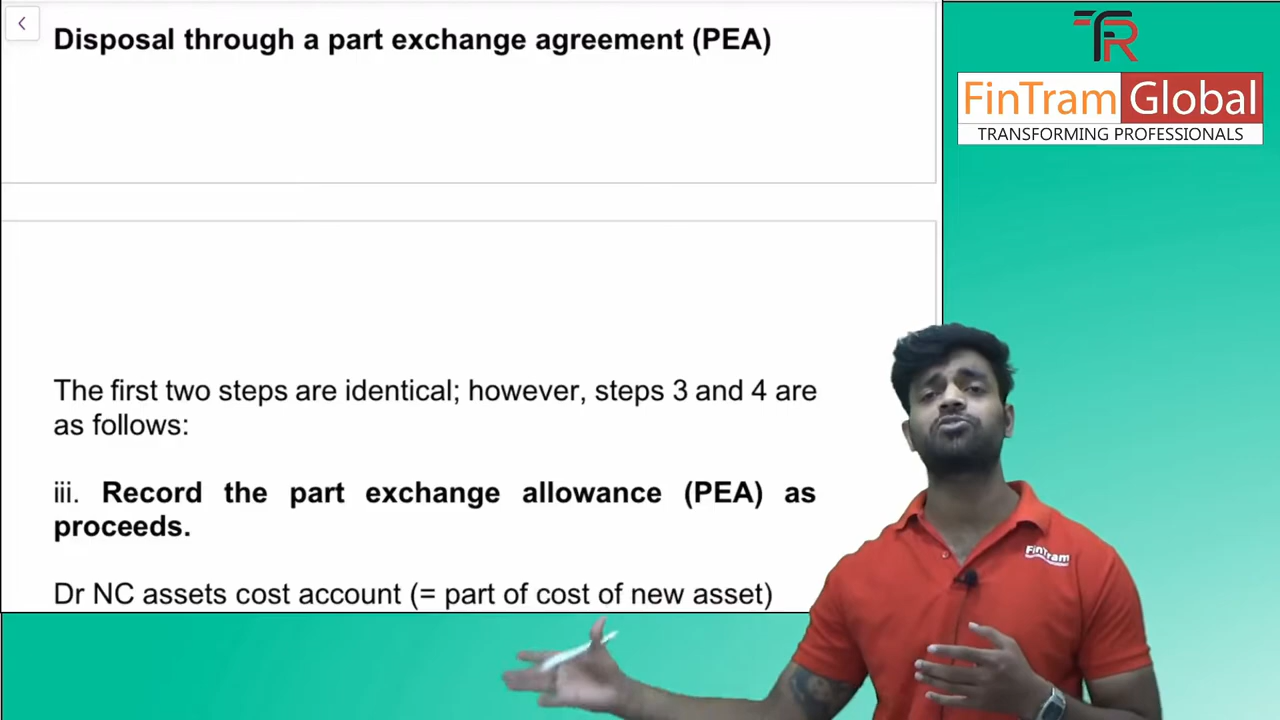 Disposal through a part exchange agreement (PEA)
The first two steps are identical; however, steps 3 and 4 are
as follows:
iii. Record the part exchange allowance (PEA) as
proceeds.
Dr NC assets cost account (= part of cost of new asset)
FR
FinTram Global
TRANSFORMING PROFESSIONALS
FinTram